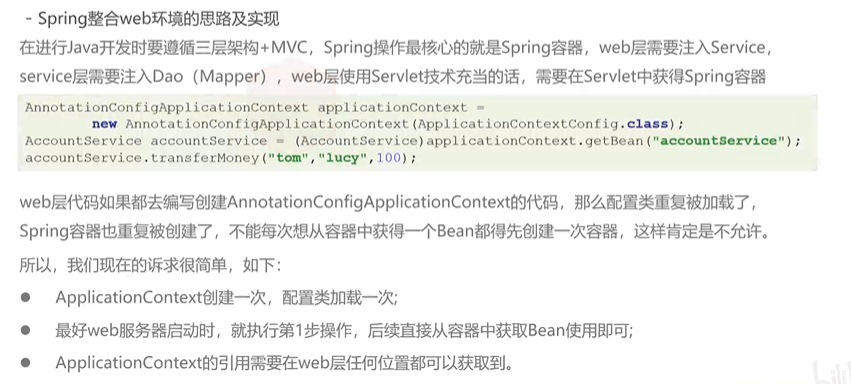 - Spring整合web环境的思路及实现
在进行Java开发时要遵循三层架构+MVC，Spring操作最核心的就是Spring容器，web层需要注入Service，
service层需要注入Dao（Mapper），web层使用Servlet技术充当的话，需要在Servlet中获得Spring容器
AnnotationConfigApplicationContext applicationContext =
new AnnotationConfigApplicationContext(ApplicationContextConfig.class);
AccountService accountService = (AccountService)applicationContext.getBean("accountService");
accountService.transferMoney("tom","lucy",100);
web层代码如果都去编写创建AnnotationConfigApplicationContext的代码，那么配置类重复被加载了，
Spring容器也重复被创建了，不能每次想从容器中获得一个Bean都得先创建一次容器，这样肯定是不允许。
所以，我们现在的诉求很简单，如下：
● ApplicationContext创建一次，配置类加载一次;
● 最好web服务器启动时，就执行第1步操作，后续直接从容器中获取Bean使用即可;
● ApplicationContext的引用需要在web层任何位置都可以获取到。